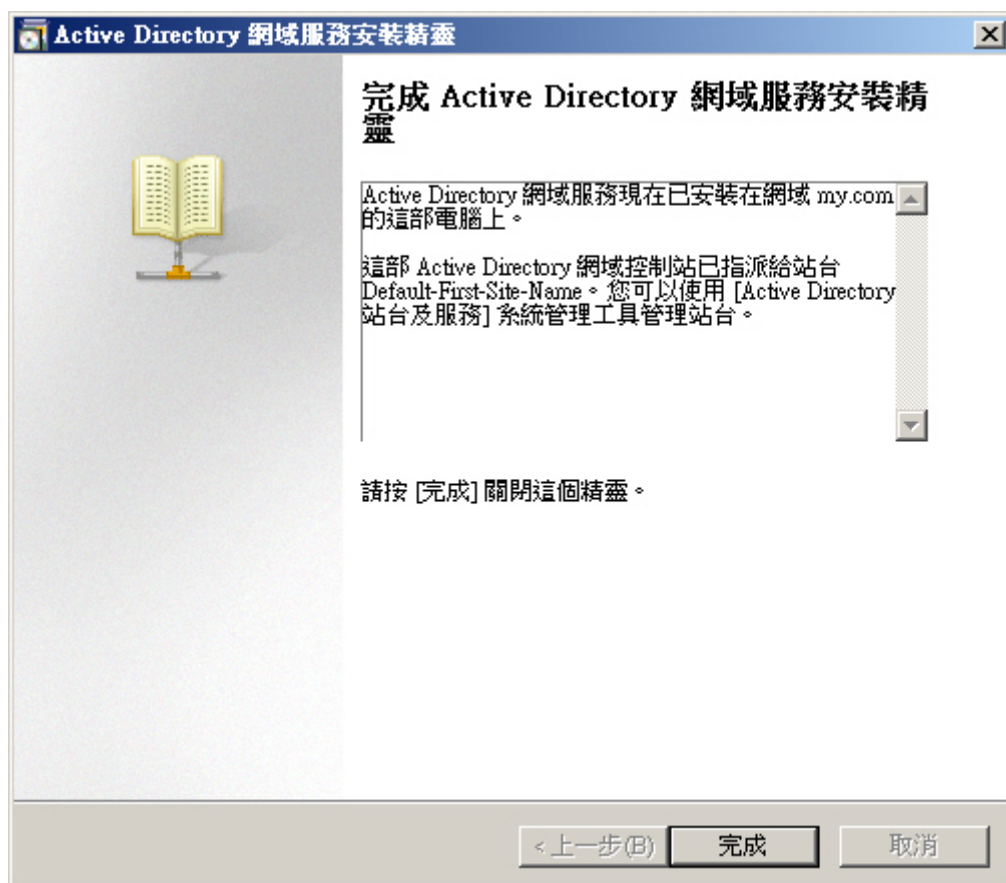 Active Directory 網域服務安裝精靈
完成 Active Directory 網域服務安裝精
靈
Active Directory 網域服務現在已安裝在網域 my.com
的這部電腦上。
這部 Active Directory 網域控制站已指派給站台
Default-First-Site-Name。您可以使用 [Active Directory
站台及服務] 系統管理工具管理站台。
請按 [完成] 關閉這個精靈。
< 上一步(B)
完成
取消